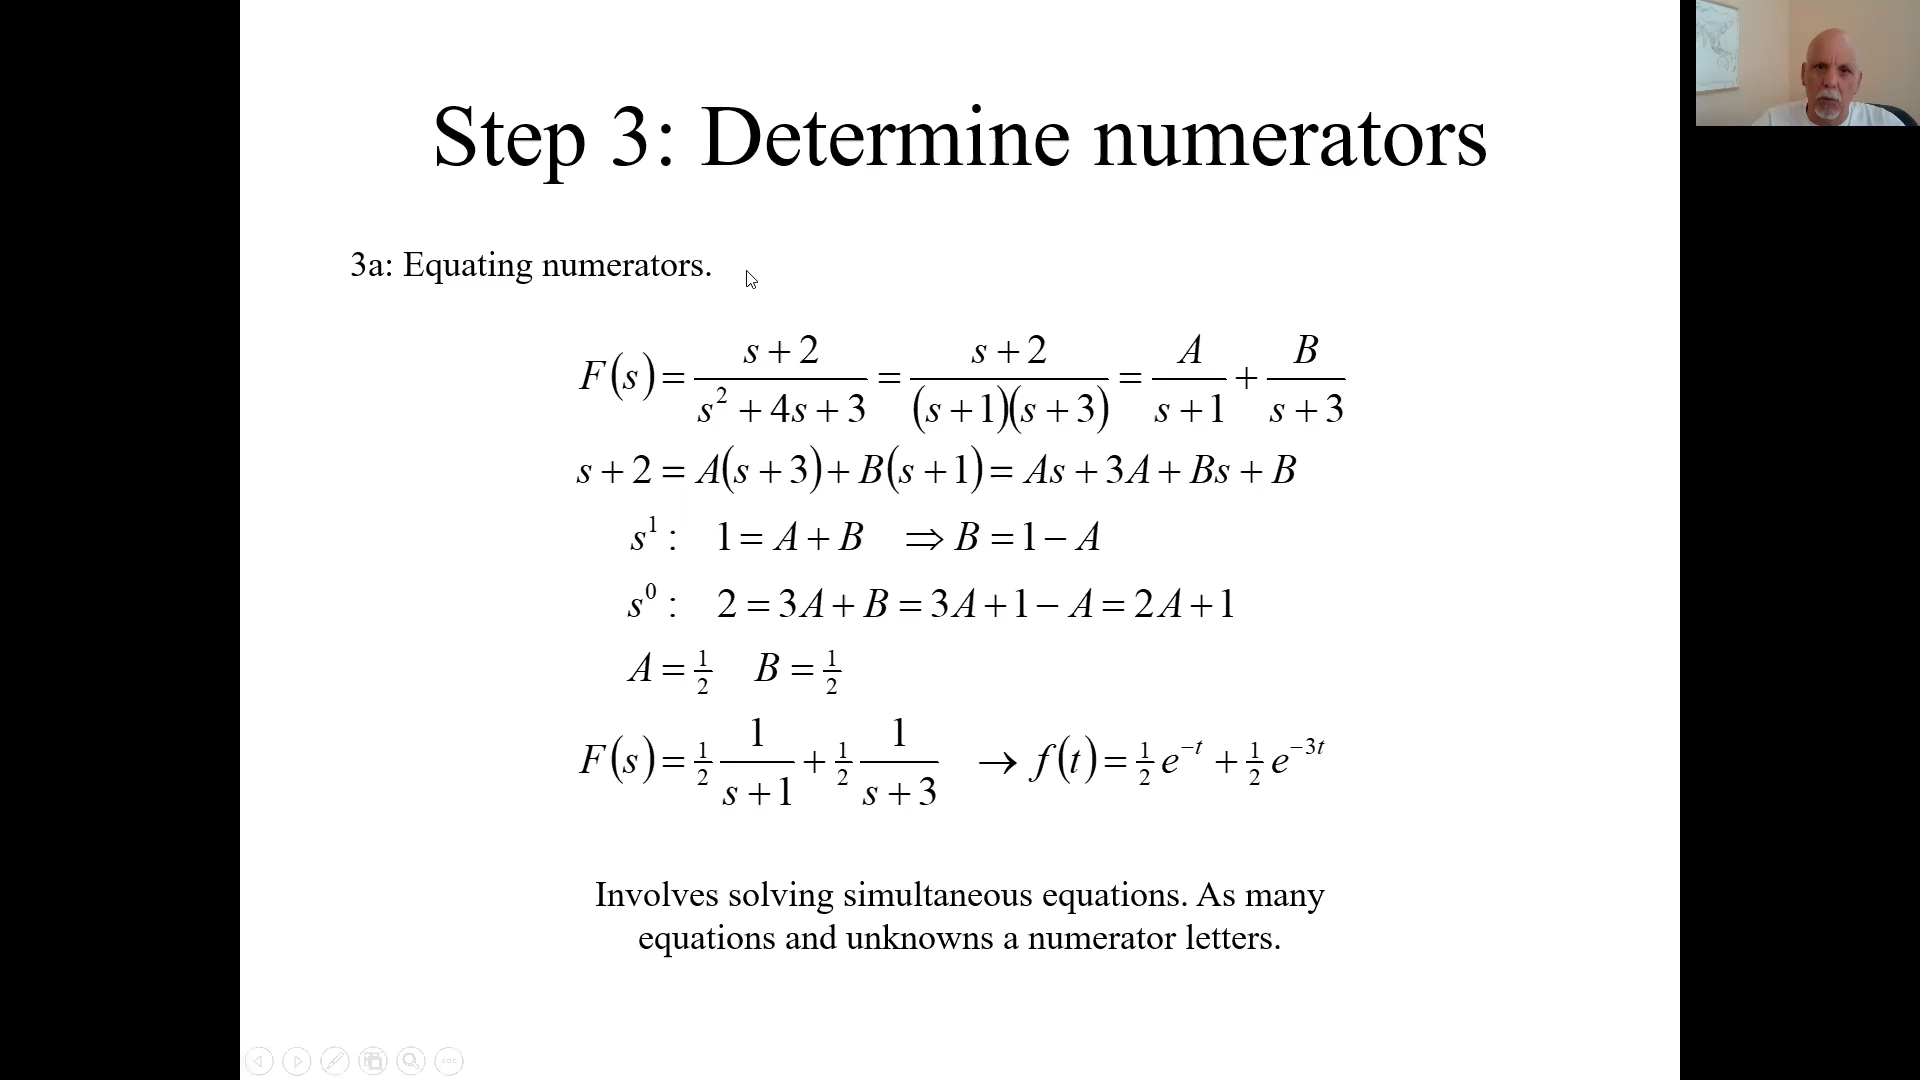 Step 3: Determine numerators
3a: Equating numerators.
F(s) = (s+2)/(s² + 4s + 3) = (s+2)/((s+1)(s+3)) = A/(s+1) + B/(s+3)
s + 2 = A(s+3) + B(s+1) = As + 3A + Bs + B
s¹ : 1 = A + B ⇒ B = 1 − A
s⁰ : 2 = 3A + B = 3A + 1 − A = 2A + 1
A = ½ B = ½
F(s) = ½ 1/(s+1) + ½ 1/(s+3) → f(t) = ½ e^{−t} + ½ e^{−3t}
Involves solving simultaneous equations. As many
equations and unknowns a numerator letters.